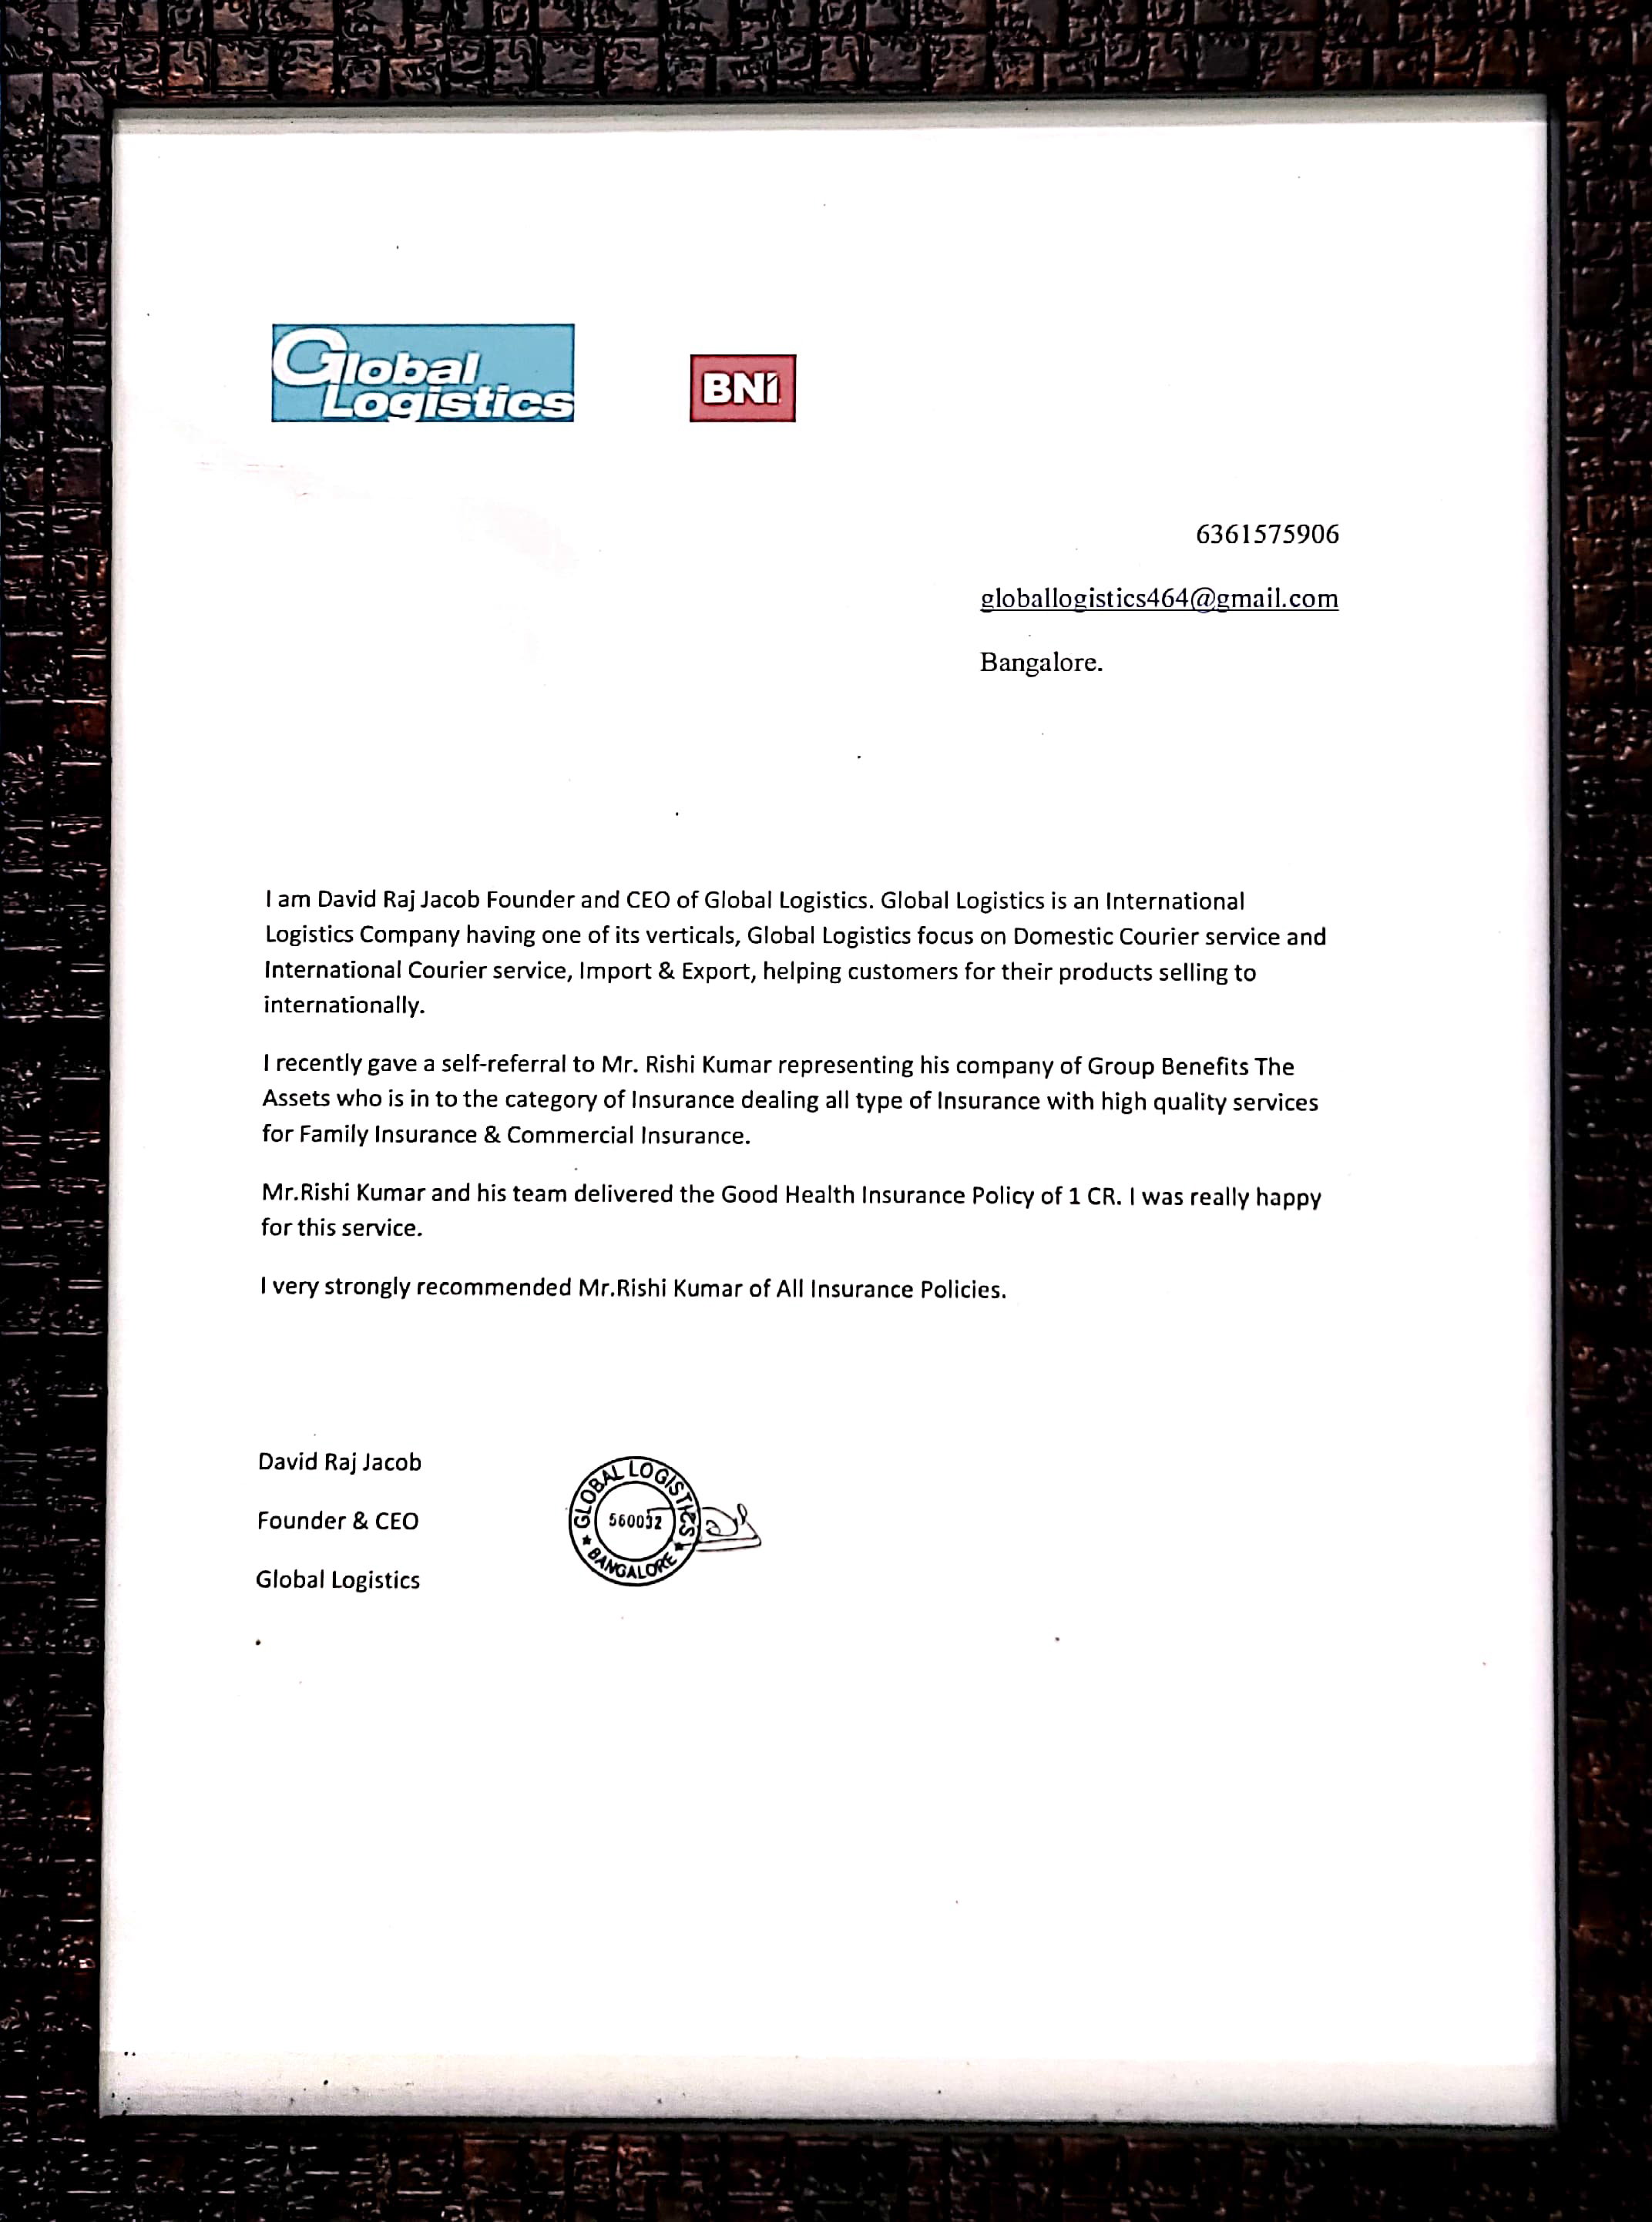 Global
Logistics
BNI
6361575906
globallogistics464@gmail.com
Bangalore.
I am David Raj Jacob Founder and CEO of Global Logistics. Global Logistics is an International
Logistics Company having one of its verticals, Global Logistics focus on Domestic Courier service and
International Courier service, Import & Export, helping customers for their products selling to
internationally.
I recently gave a self-referral to Mr. Rishi Kumar representing his company of Group Benefits The
Assets who is in to the category of Insurance dealing all type of Insurance with high quality services
for Family Insurance & Commercial Insurance.
Mr.Rishi Kumar and his team delivered the Good Health Insurance Policy of 1 CR. I was really happy
for this service.
I very strongly recommended Mr.Rishi Kumar of All Insurance Policies.
David Raj Jacob
Founder & CEO
Global Logistics
GLOBAL LOGISTICS
560032
BANGALORE